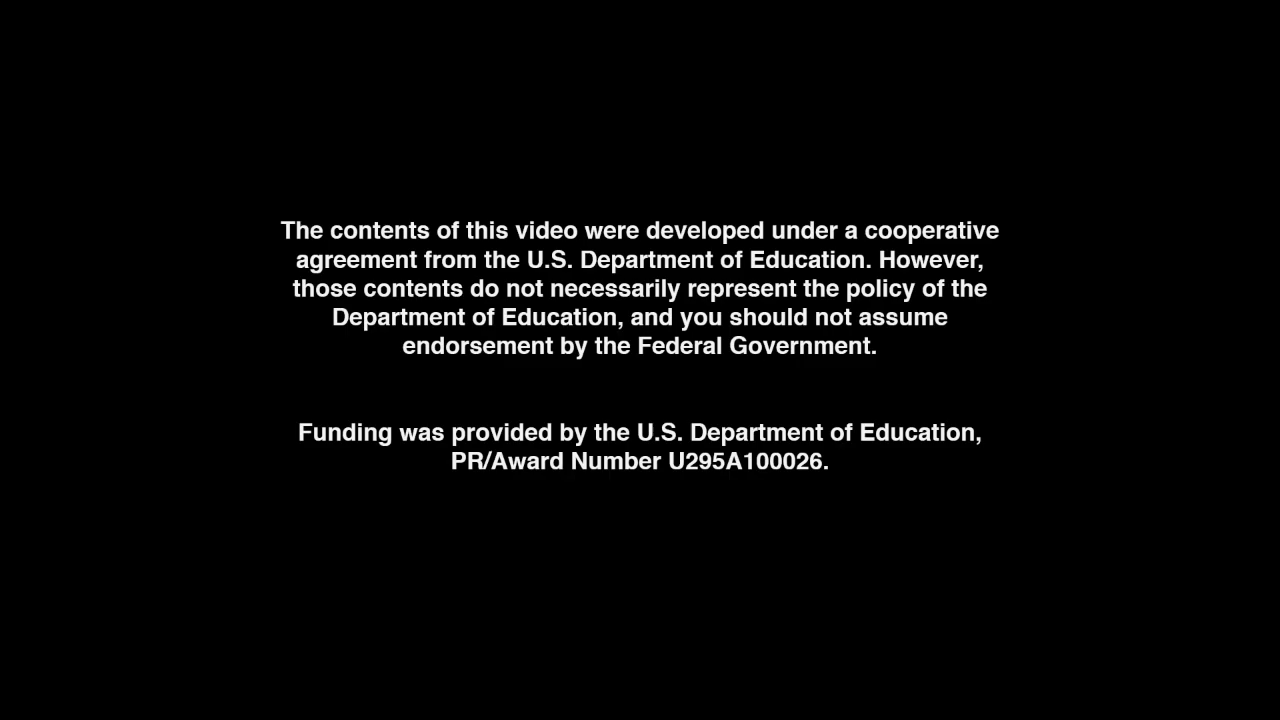 The contents of this video were developed under a cooperative
agreement from the U.S. Department of Education. However,
those contents do not necessarily represent the policy of the
Department of Education, and you should not assume
endorsement by the Federal Government.
Funding was provided by the U.S. Department of Education,
PR/Award Number U295A100026.